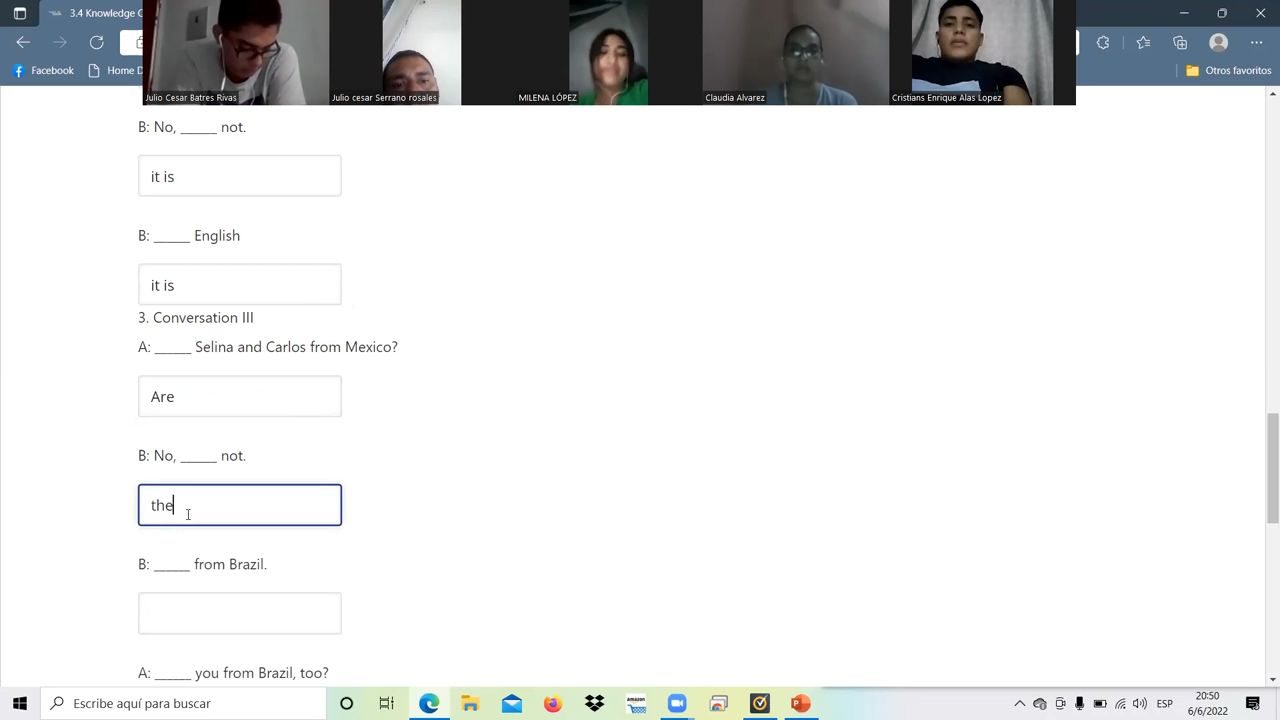 3.4 Knowledge C
Facebook
Home D
Otros favoritos
Julio Cesar Batres Rivas
Julio cesar Serrano rosales
MILENA LÓPEZ
Claudia Alvarez
Cristians Enrique Alas Lopez
B: No, _____ not.
it is
B: _____ English
it is
3. Conversation III
A: _____ Selina and Carlos from Mexico?
Are
B: No, _____ not.
the
B: _____ from Brazil.
A: _____ you from Brazil, too?
Escribe aquí para buscar
amazon
ESP
20:50
6/6/2022